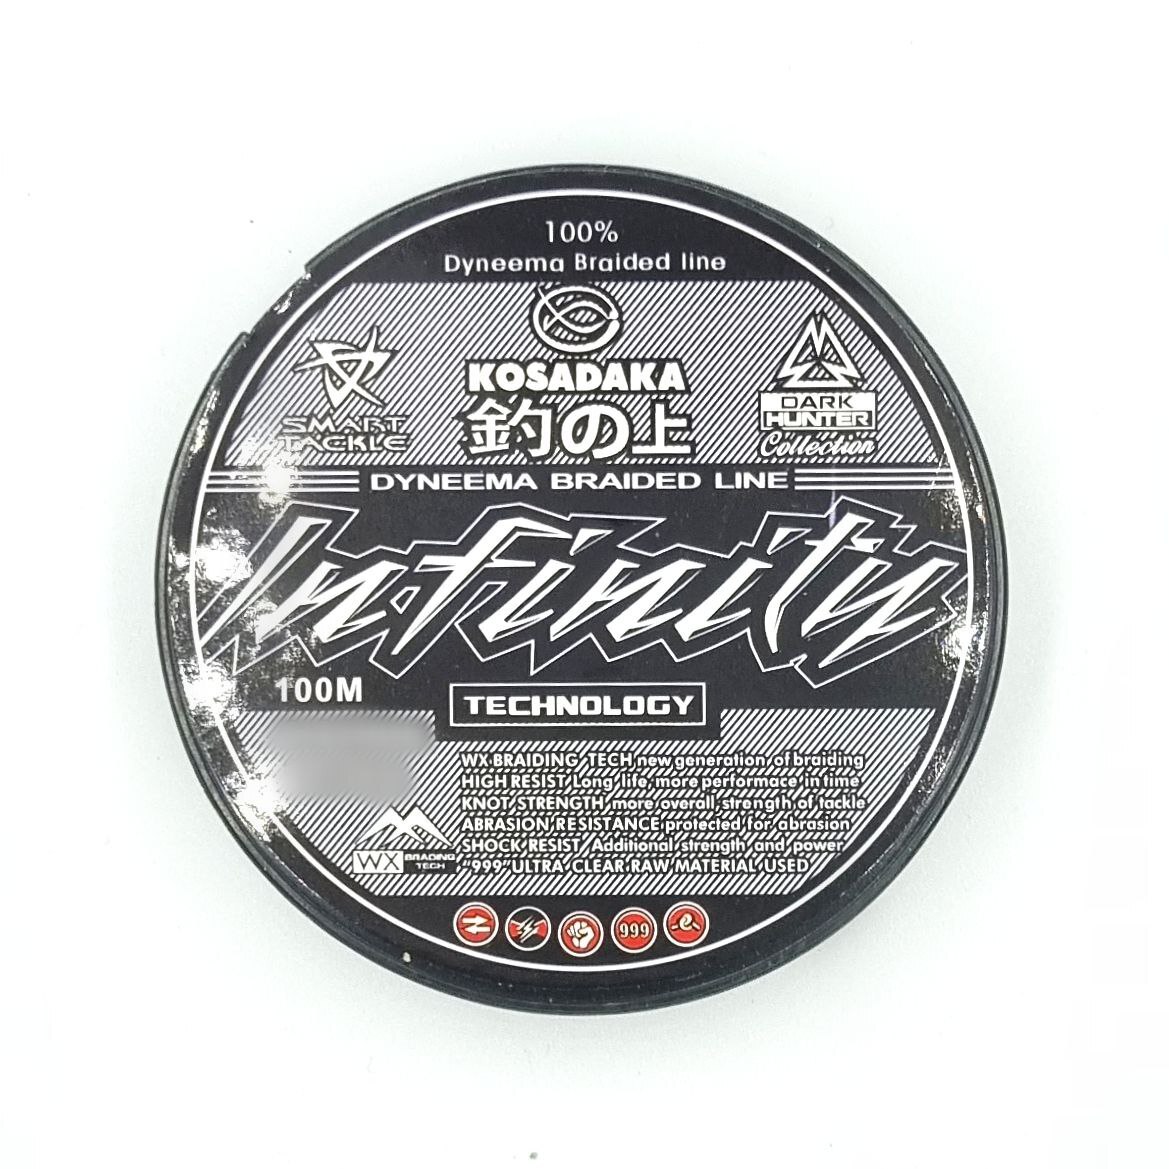 100%
Dyneema Braided line
KOSADAKA
釣の上
SMART
TACKLE
DARK
HUNTER
Collection
DYNEEMA BRAIDED LINE
Infinity
100M
TECHNOLOGY
WX BRAIDING TECH new generation of braiding
HIGH RESIST Long life, more performace in time
KNOT STRENGTH more overall strength of tackle
ABRASION RESISTANCE protected for abrasion
SHOCK RESIST Additional strength and power
"999" ULTRA CLEAR RAW MATERIAL USED
WX BRADING
TECH
999